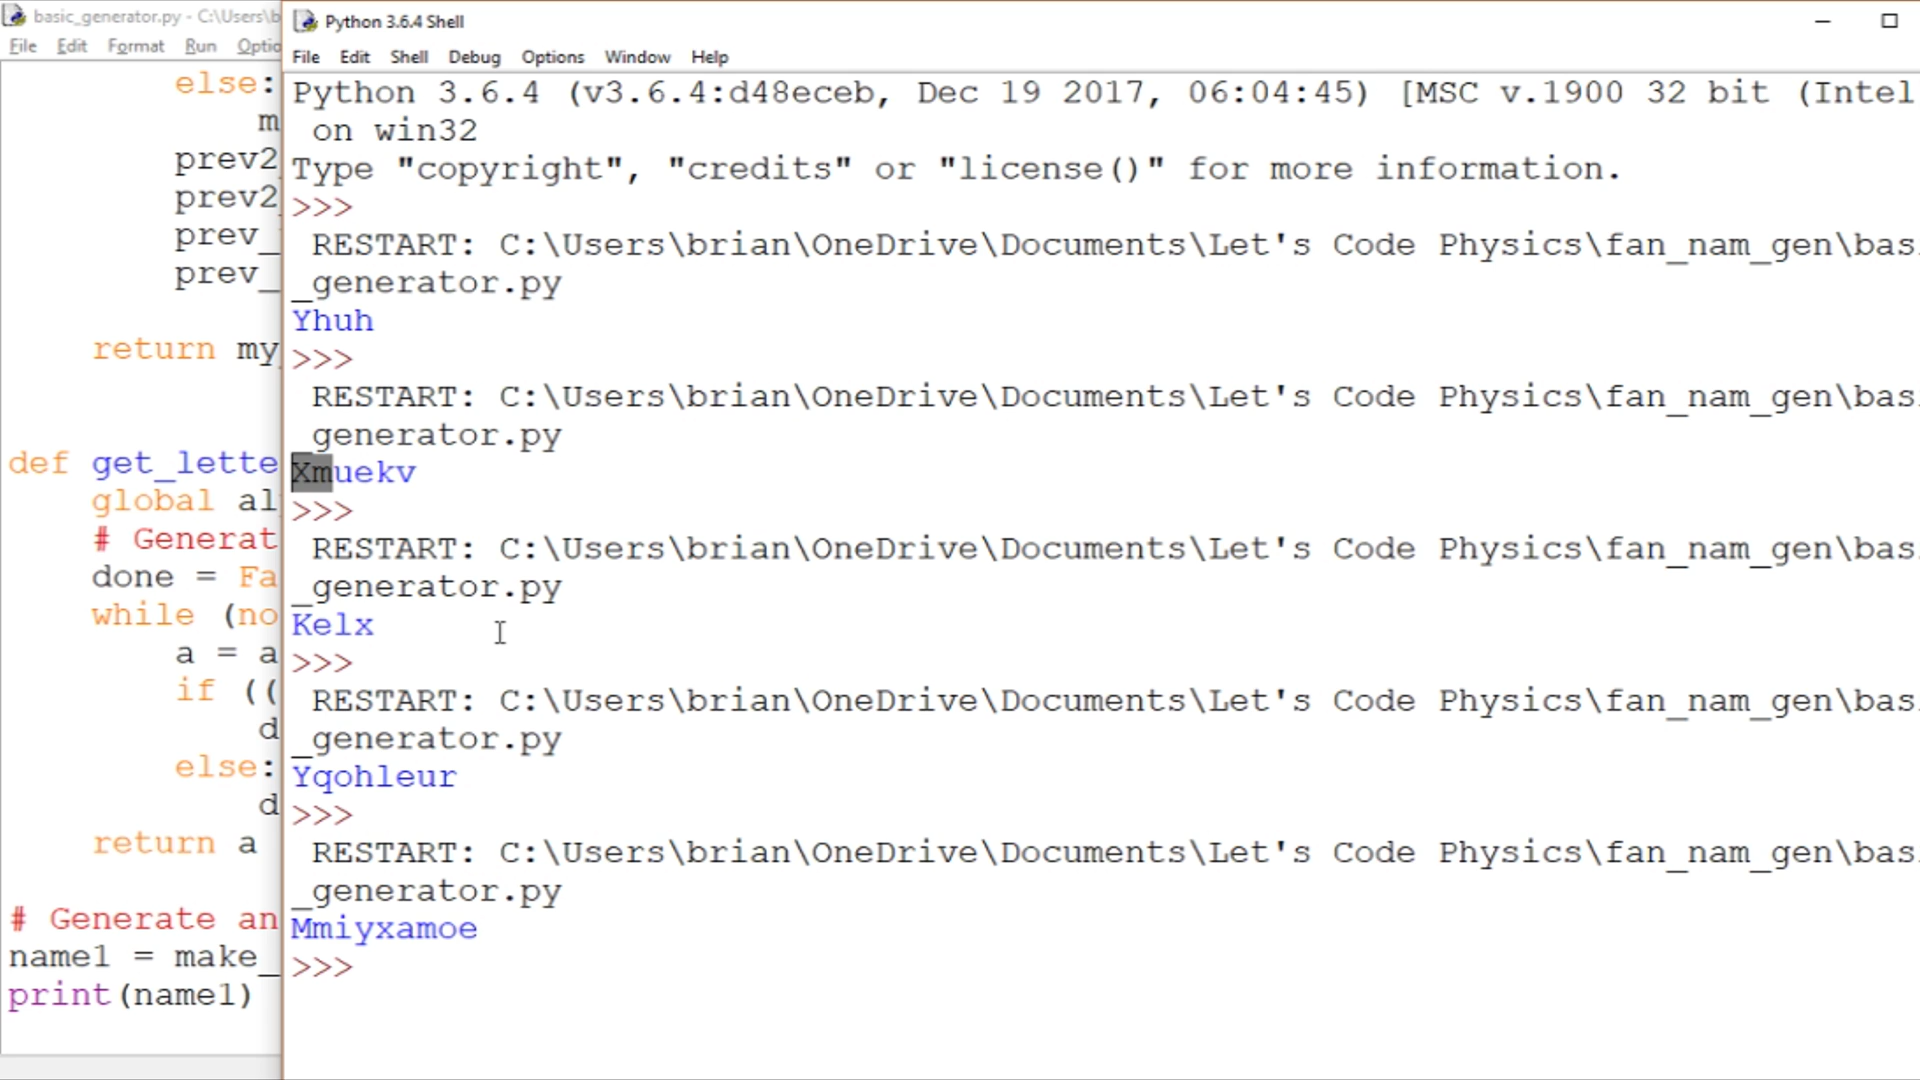 basic_generator.py - C:\Users\b
File Edit Format Run Optio
else:
m
prev2
prev2_
prev_
prev_
return my
def get_lette
global al
# Generat
done = Fa
while (no
a = a
if ((
d
else:
d
return a
# Generate an
name1 = make_
print(name1)
Python 3.6.4 Shell
File Edit Shell Debug Options Window Help
Python 3.6.4 (v3.6.4:d48eceb, Dec 19 2017, 06:04:45) [MSC v.1900 32 bit (Intel
on win32
Type "copyright", "credits" or "license()" for more information.
>>>
RESTART: C:\Users\brian\OneDrive\Documents\Let's Code Physics\fan_nam_gen\bas
_generator.py
Yhuh
>>>
RESTART: C:\Users\brian\OneDrive\Documents\Let's Code Physics\fan_nam_gen\bas
_generator.py
Xmuekv
>>>
RESTART: C:\Users\brian\OneDrive\Documents\Let's Code Physics\fan_nam_gen\bas
_generator.py
Kelx
>>>
RESTART: C:\Users\brian\OneDrive\Documents\Let's Code Physics\fan_nam_gen\bas
_generator.py
Yqohleur
>>>
RESTART: C:\Users\brian\OneDrive\Documents\Let's Code Physics\fan_nam_gen\bas
_generator.py
Mmiyxamoe
>>>